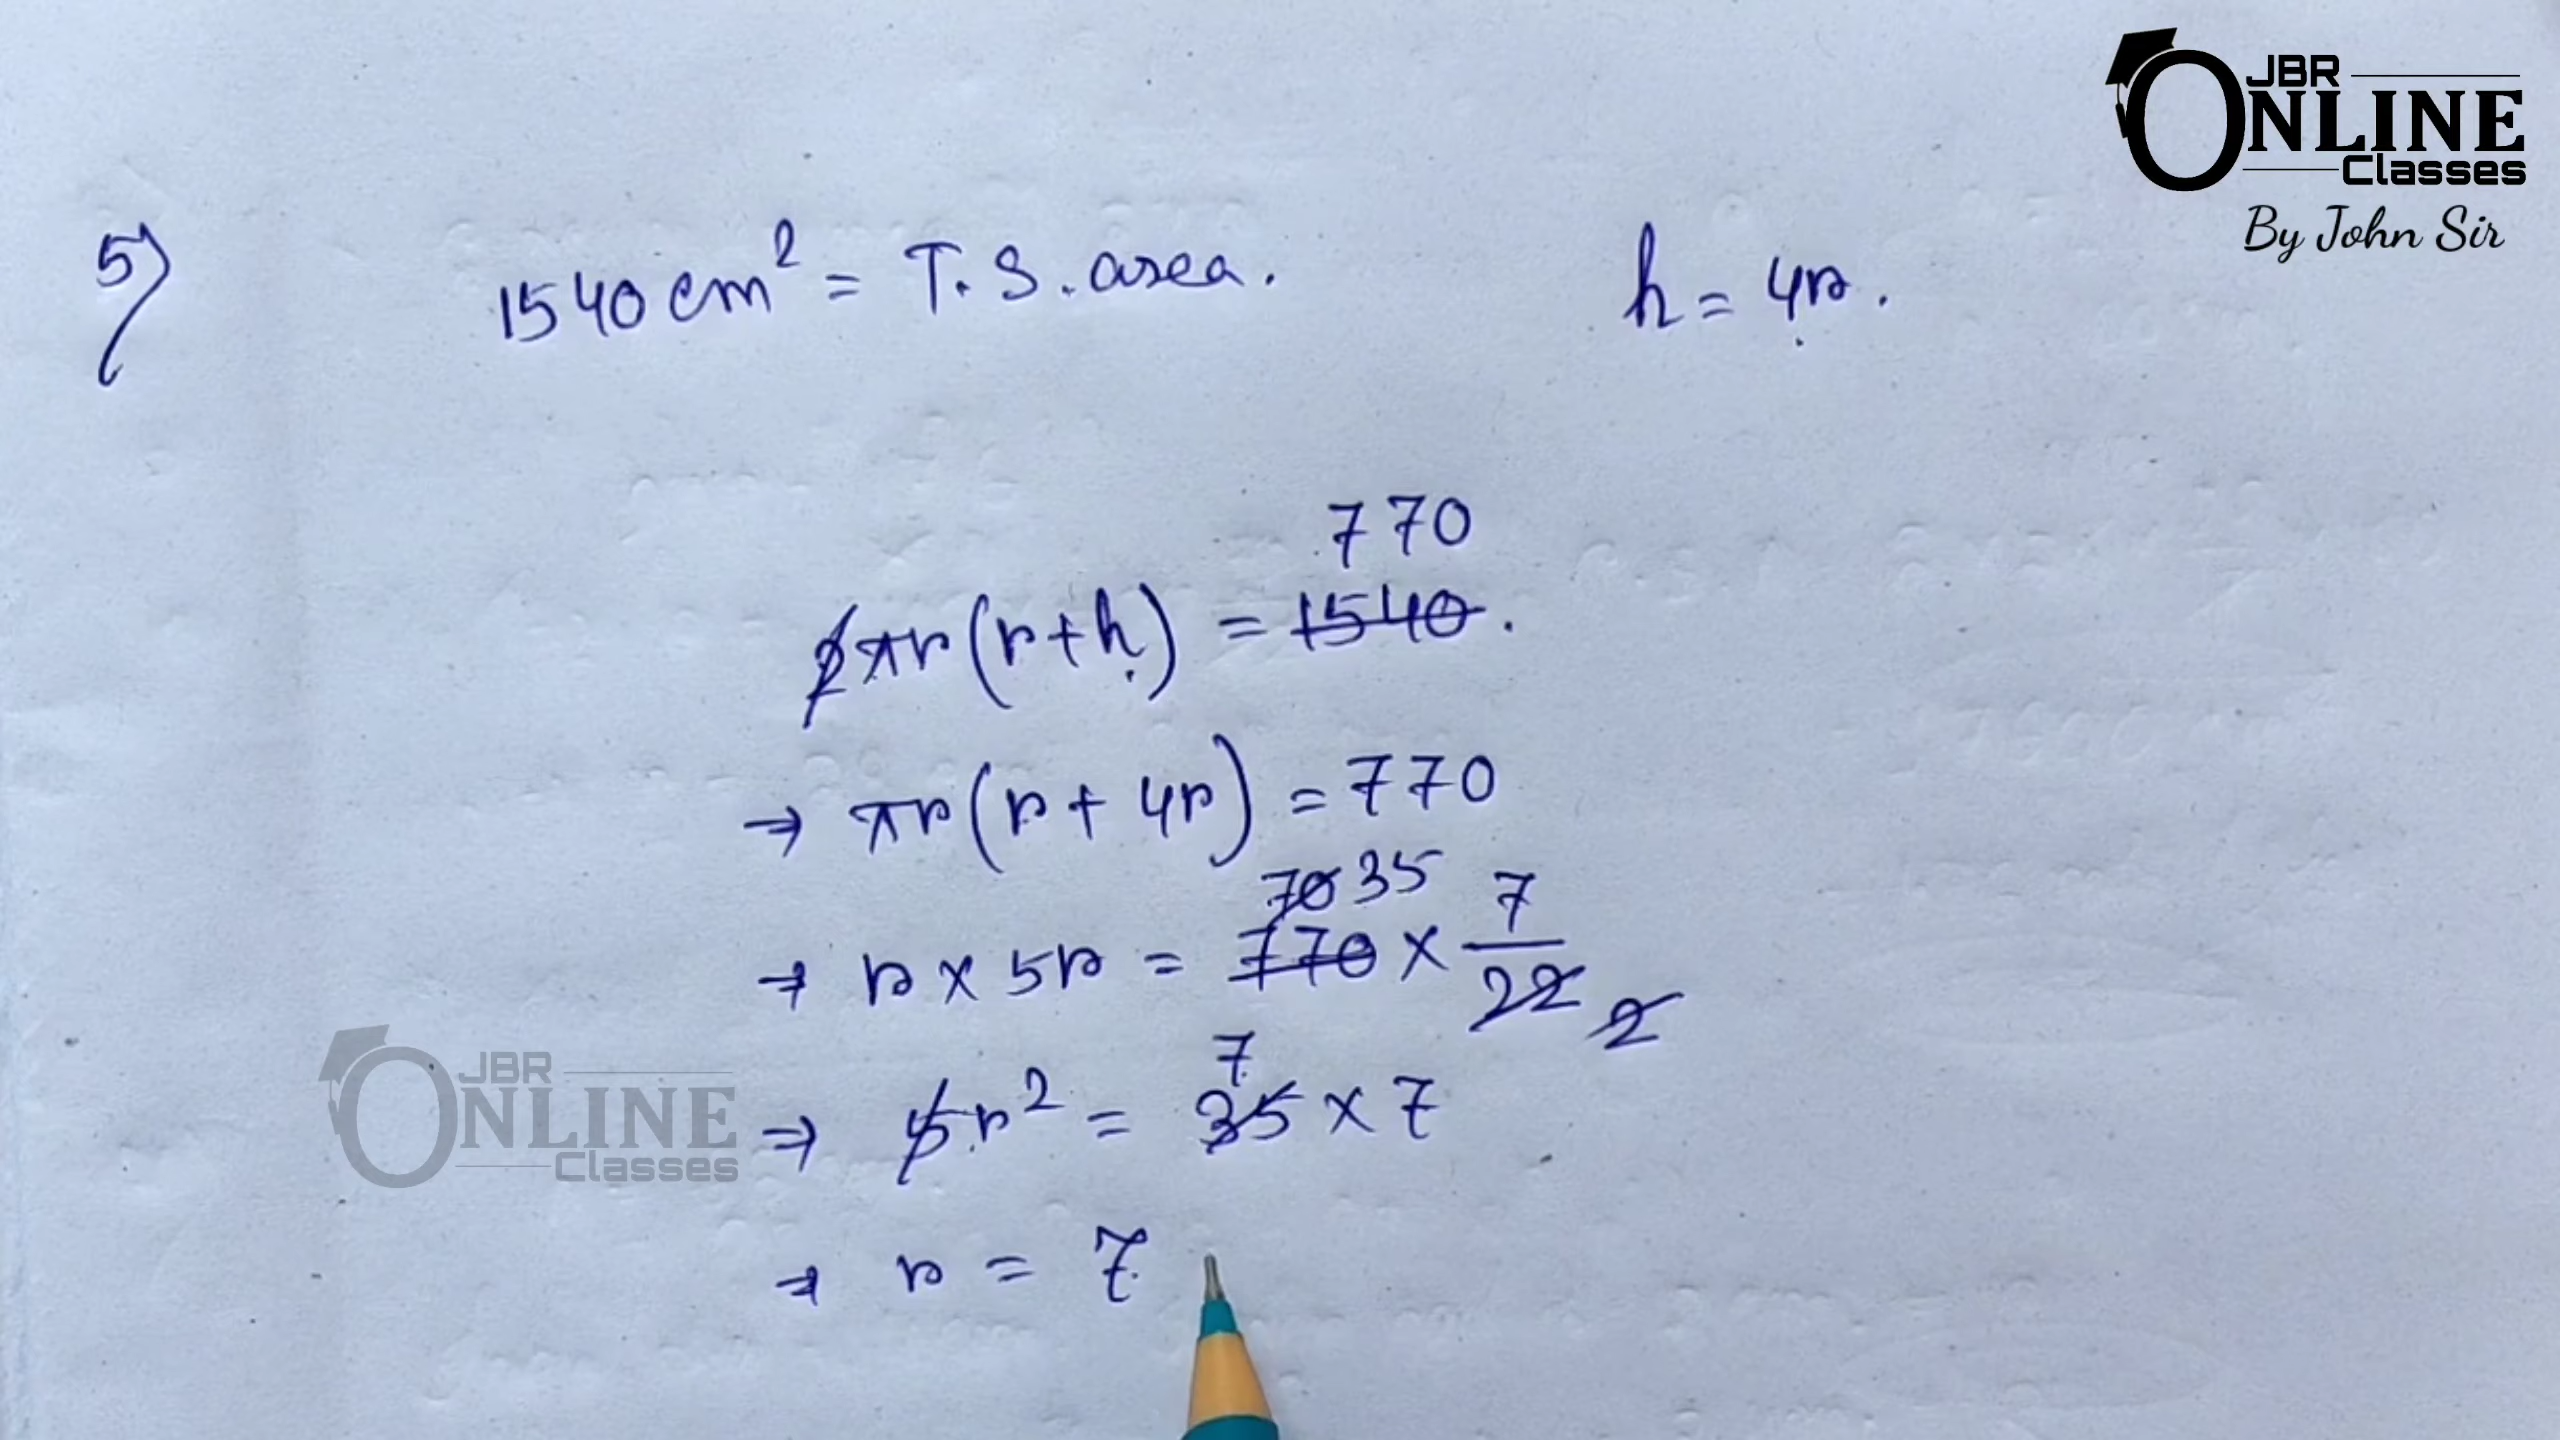 JBR
ONLINE
Classes
By John Sir
5)
1540 cm² = T. S. area.
h = 4r.
770
2πr(r+h) = 1540.
→ πr(r + 4r) = 770
70 35
→ r × 5r = 770 × 7/22 2
7
⇒ 5r² = 35 × 7
→ r = 7
JBR
ONLINE
Classes